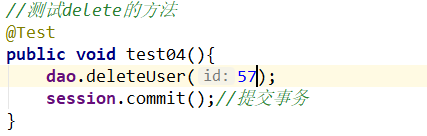 //测试delete的方法
@Test
public void test04(){
dao.deleteUser( id: 57);
session.commit();//提交事务
}